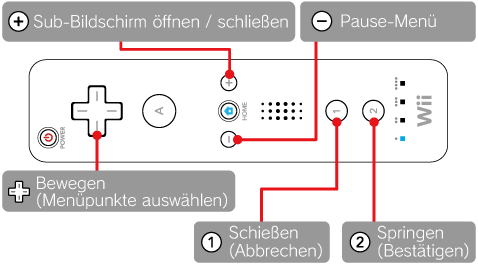 + Sub-Bildschirm öffnen / schließen
− Pause-Menü
+
A
HOME
−
POWER
1
2
Wii
Bewegen
(Menüpunkte auswählen)
1 Schießen
(Abbrechen)
2 Springen
(Bestätigen)